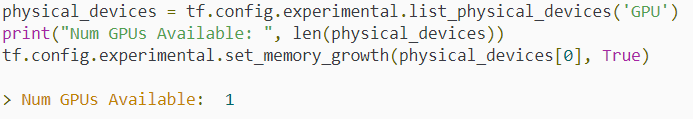 physical_devices = tf.config.experimental.list_physical_devices('GPU')
print("Num GPUs Available: ", len(physical_devices))
tf.config.experimental.set_memory_growth(physical_devices[0], True)
> Num GPUs Available:  1